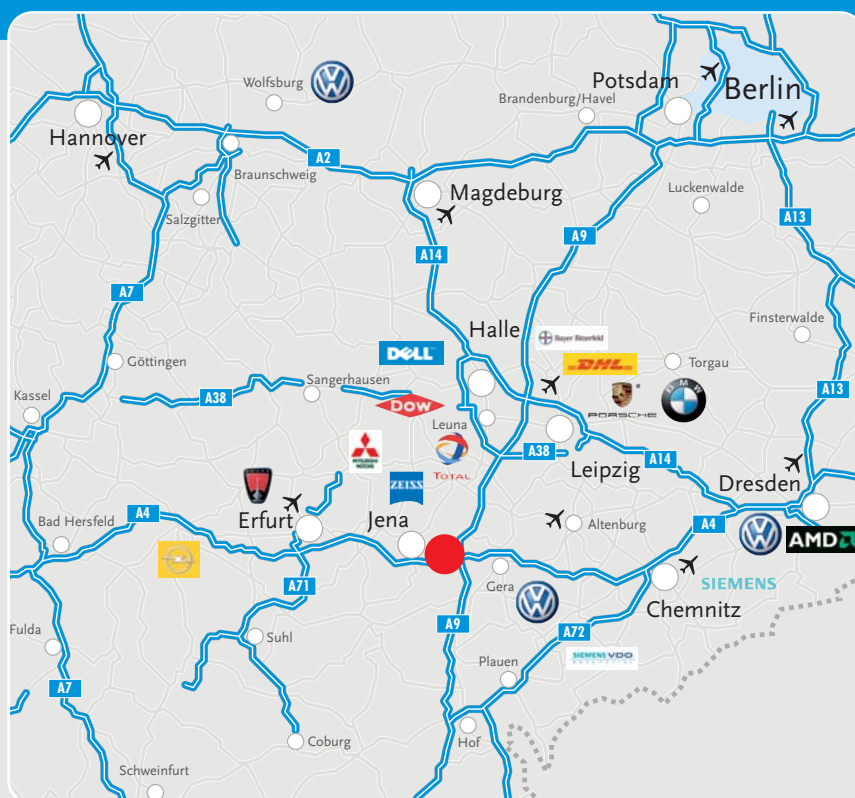 Wolfsburg
Potsdam
Berlin
Brandenburg/Havel
Hannover
A2
Braunschweig
Magdeburg
Luckenwalde
Salzgitter
A13
A9
A14
A7
Finsterwalde
Halle
Bayer Bitterfeld
DELL
DHL
Göttingen
Torgau
Sangerhausen
Kassel
A38
DOW
PORSCHE
BMW
A13
Leuna
MITSUBISHI
MOTORS
TOTAL
A38
A14
Leipzig
ZEISS
Dresden
Bad Hersfeld
A4
Erfurt
Jena
Altenburg
A4
AMD
Gera
A71
SIEMENS
Chemnitz
Fulda
Suhl
A9
A72
SIEMENS VDO
Plauen
A7
Coburg
Hof
Schweinfurt